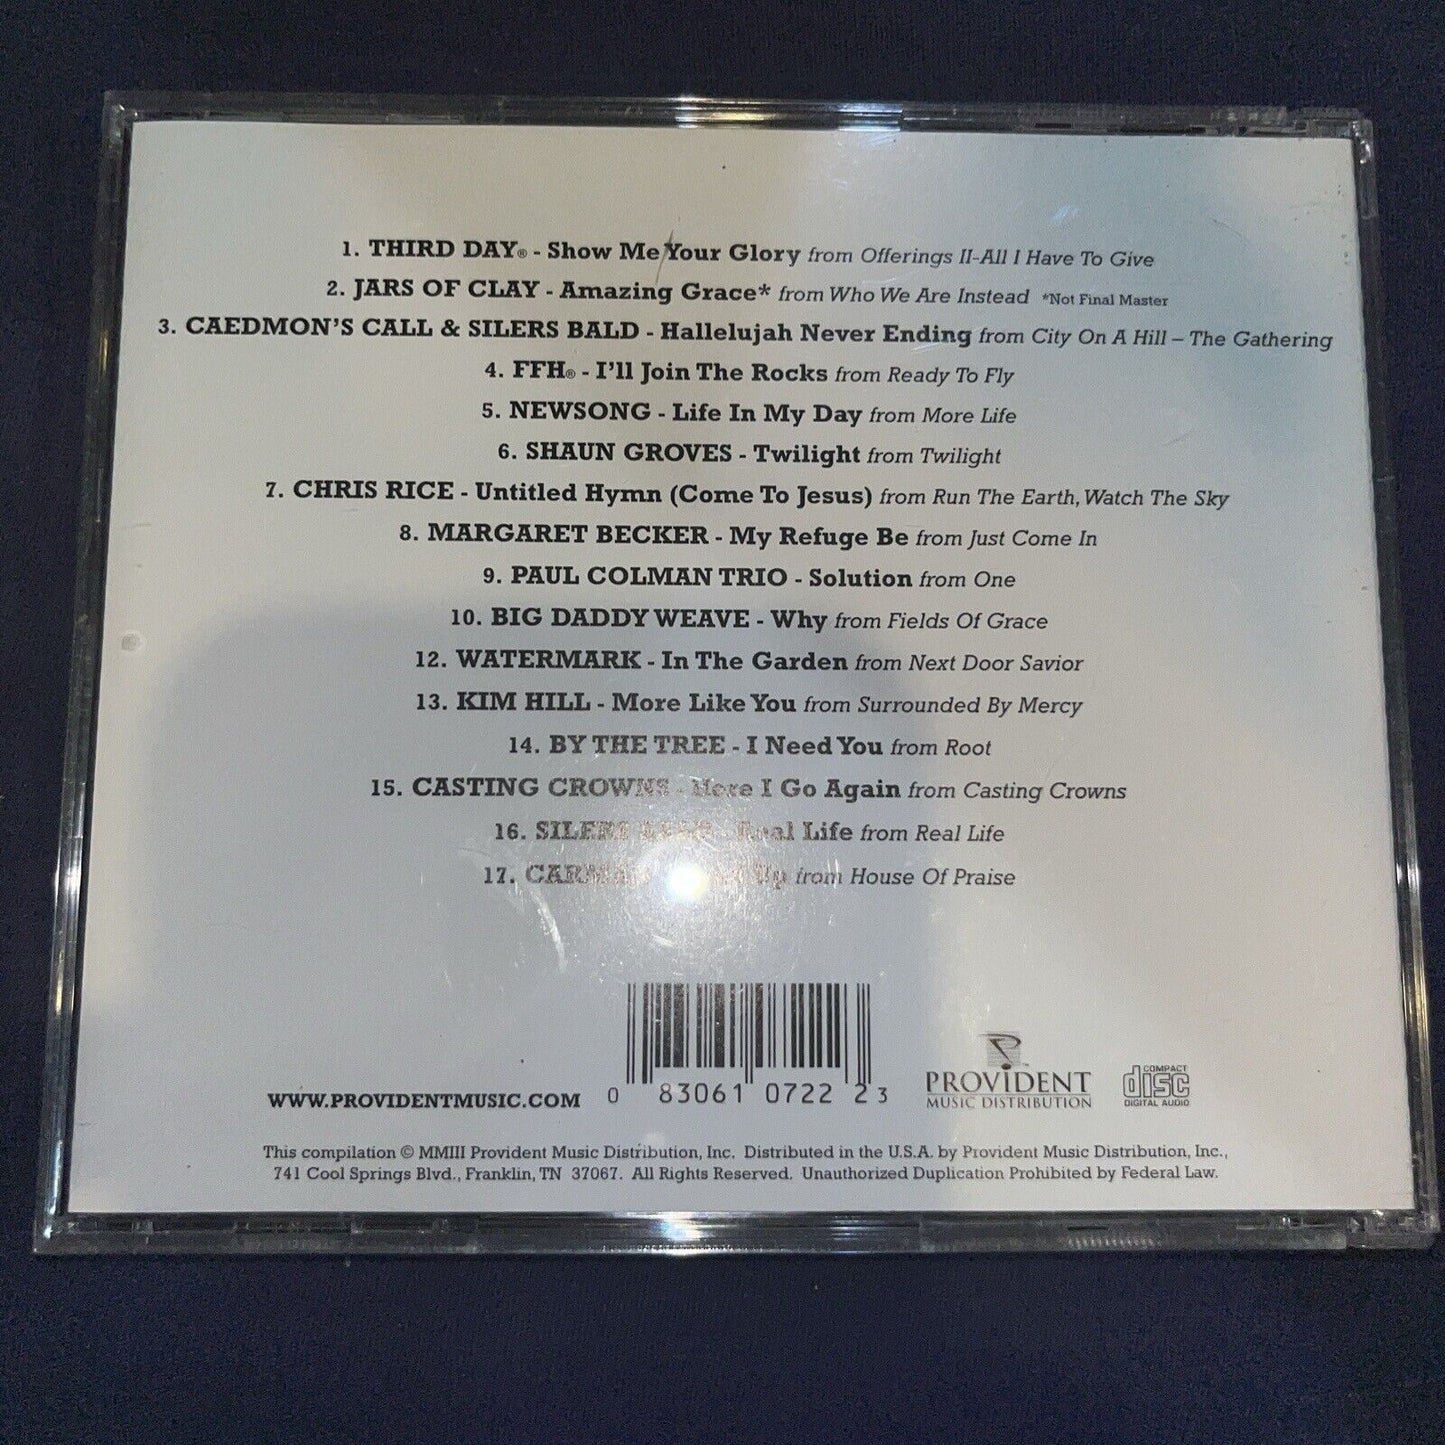 1. THIRD DAY® - Show Me Your Glory from Offerings II-All I Have To Give
2. JARS OF CLAY - Amazing Grace* from Who We Are Instead *Not Final Master
3. CAEDMON'S CALL & SILERS BALD - Hallelujah Never Ending from City On A Hill – The Gathering
4. FFH® - I'll Join The Rocks from Ready To Fly
5. NEWSONG - Life In My Day from More Life
6. SHAUN GROVES - Twilight from Twilight
7. CHRIS RICE - Untitled Hymn (Come To Jesus) from Run The Earth, Watch The Sky
8. MARGARET BECKER - My Refuge Be from Just Come In
9. PAUL COLMAN TRIO - Solution from One
10. BIG DADDY WEAVE - Why from Fields Of Grace
12. WATERMARK - In The Garden from Next Door Savior
13. KIM HILL - More Like You from Surrounded By Mercy
14. BY THE TREE - I Need You from Root
15. CASTING CROWNS - Here I Go Again from Casting Crowns
16. SILERS BALD - Real Life from Real Life
17. CARMAN Up from House Of Praise
WWW.PROVIDENTMUSIC.COM
0 83061 0722 2 3
PROVIDENT™
MUSIC DISTRIBUTION
COMPACT
disc
DIGITAL AUDIO
This compilation © MMIII Provident Music Distribution, Inc. Distributed in the U.S.A. by Provident Music Distribution, Inc.,
741 Cool Springs Blvd., Franklin, TN 37067. All Rights Reserved. Unauthorized Duplication Prohibited by Federal Law.